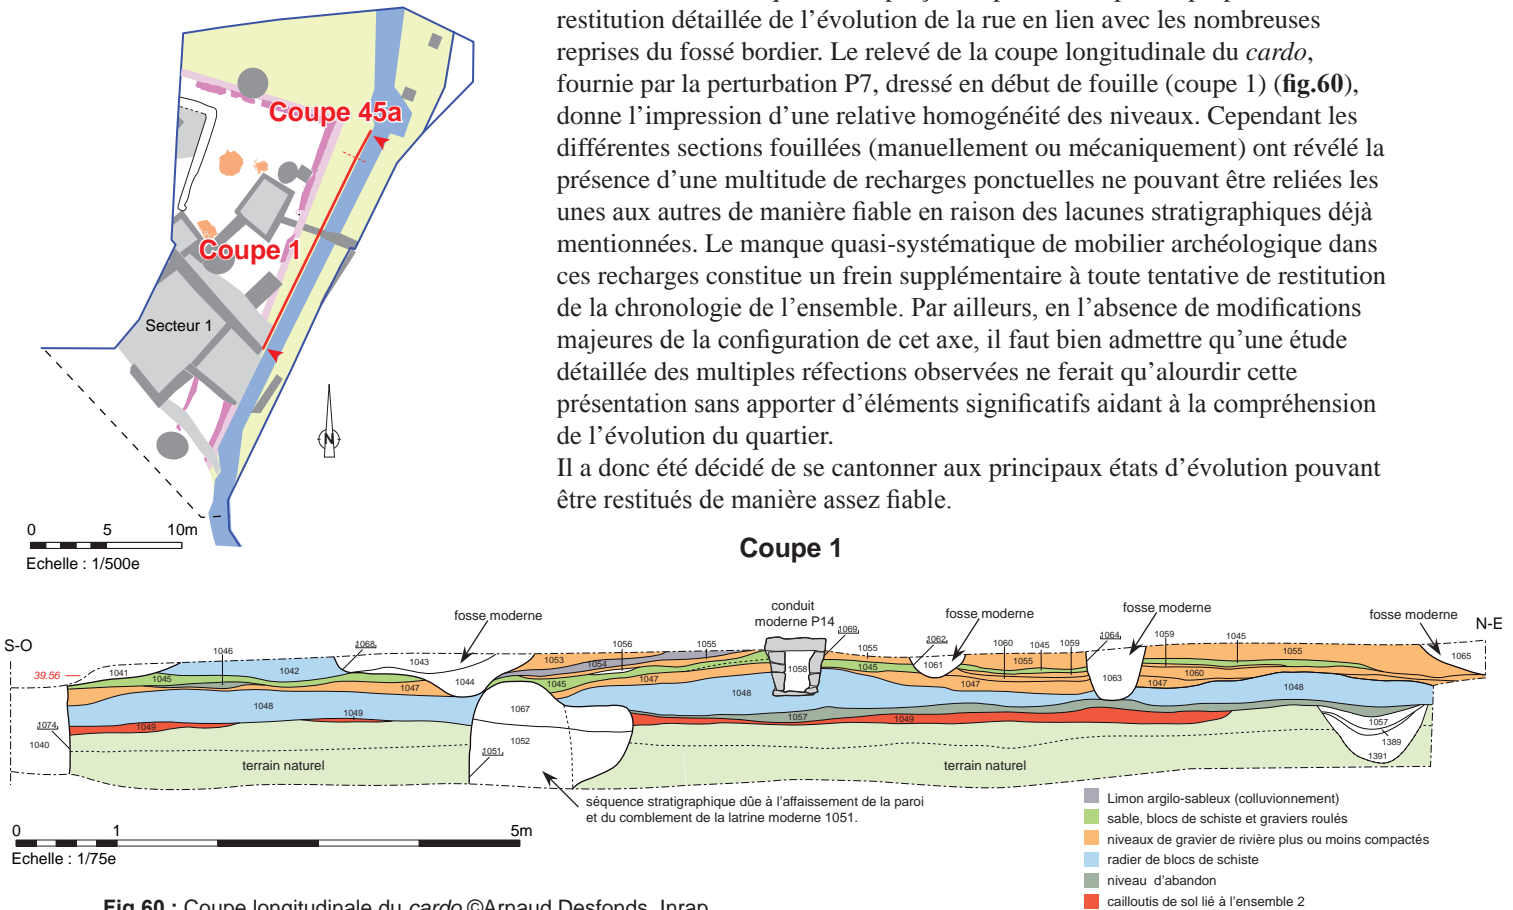 restitution détaillée de l’évolution de la rue en lien avec les nombreuses
reprises du fossé bordier. Le relevé de la coupe longitudinale du cardo,
fournie par la perturbation P7, dressé en début de fouille (coupe 1) (fig.60),
donne l’impression d’une relative homogénéité des niveaux. Cependant les
différentes sections fouillées (manuellement ou mécaniquement) ont révélé la
présence d’une multitude de recharges ponctuelles ne pouvant être reliées les
unes aux autres de manière fiable en raison des lacunes stratigraphiques déjà
mentionnées. Le manque quasi-systématique de mobilier archéologique dans
ces recharges constitue un frein supplémentaire à toute tentative de restitution
de la chronologie de l’ensemble. Par ailleurs, en l’absence de modifications
majeures de la configuration de cet axe, il faut bien admettre qu’une étude
détaillée des multiples réfections observées ne ferait qu’alourdir cette
présentation sans apporter d’éléments significatifs aidant à la compréhension
de l’évolution du quartier.
Il a donc été décidé de se cantonner aux principaux états d’évolution pouvant
être restitués de manière assez fiable.
Coupe 45a
Coupe 1
Secteur 1
N
0 5 10m
Echelle : 1/500e
Coupe 1
S-O
N-E
39.56
fosse moderne
conduit
moderne P14
fosse moderne
fosse moderne
fosse moderne
1041
1046
1045
1042
1068
1043
1044
1047
1053
1056
1054
1055
1045
1047
1048
1058
1069
1055
1045
1062
1061
1047
1060
1055
1045
1059
1064
1063
1059
1047
1060
1045
1055
1048
1065
1074
1040
1049
1048
1049
1067
1052
1051
1057
1049
1057
1389
1391
terrain naturel
terrain naturel
séquence stratigraphique dûe à l’affaissement de la paroi
et du comblement de la latrine moderne 1051.
0 1 5m
Echelle : 1/75e
Limon argilo-sableux (colluvionnement)
sable, blocs de schiste et graviers roulés
niveaux de gravier de rivière plus ou moins compactés
radier de blocs de schiste
niveau d’abandon
cailloutis de sol lié à l’ensemble 2
Fig.60 : Coupe longitudinale du cardo ©Arnaud Desfonds, Inrap